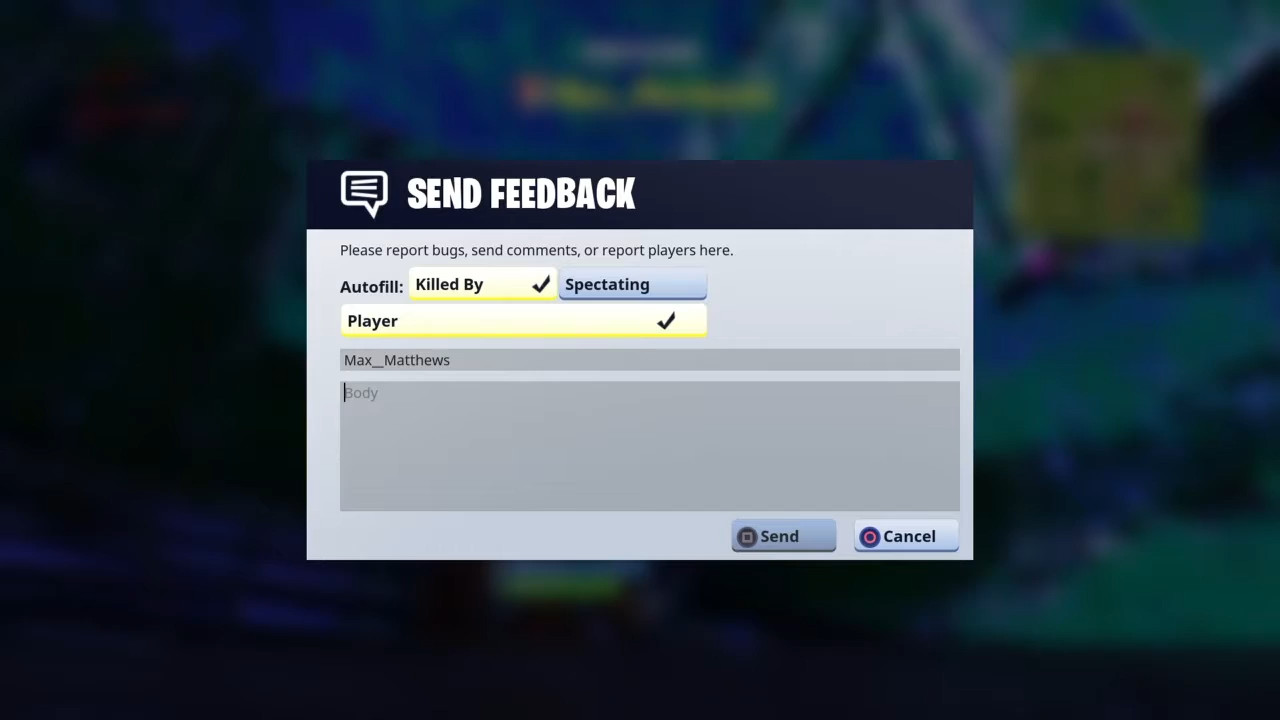 SEND FEEDBACK
Please report bugs, send comments, or report players here.
Autofill: Killed By Spectating
Player
Max__Matthews
Body
Send Cancel